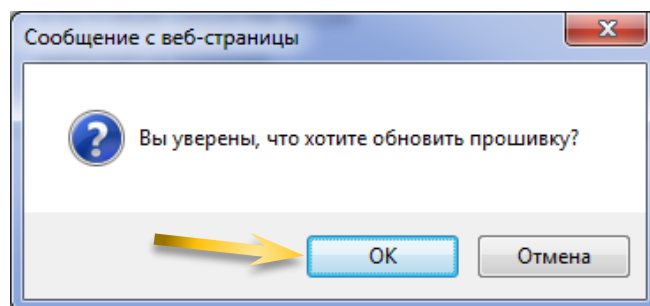 Сообщение с веб-страницы
Вы уверены, что хотите обновить прошивку?
OK
Отмена